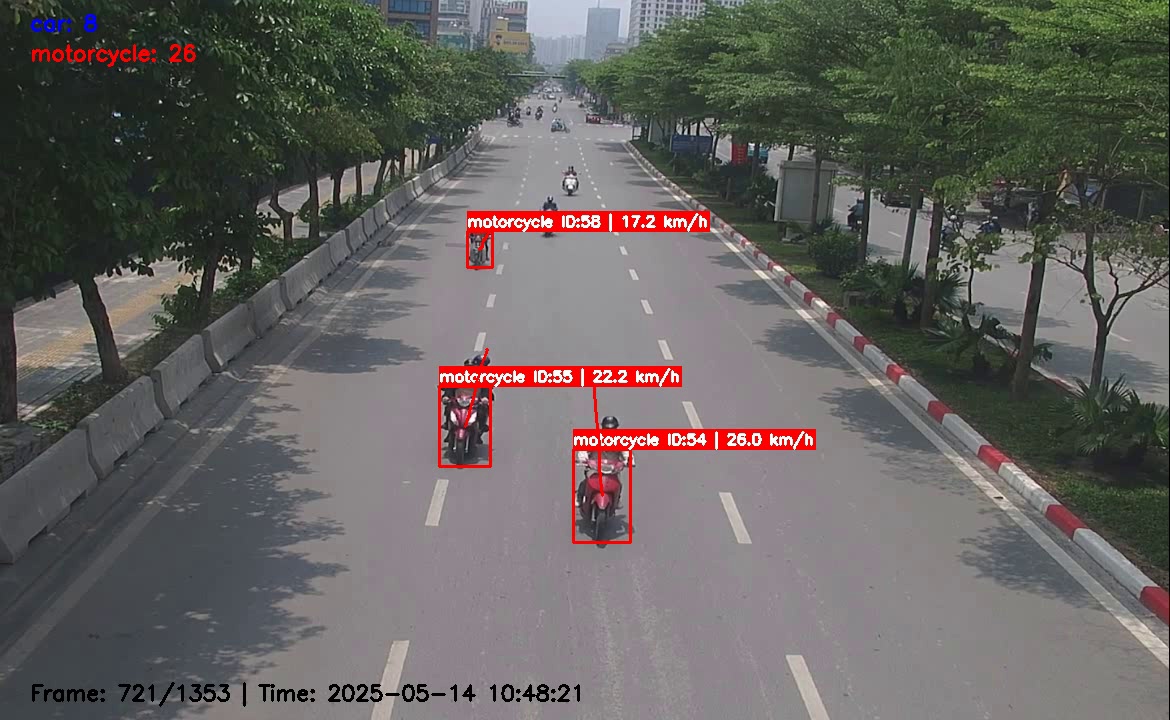 car: 8
motorcycle: 26
motorcycle ID:58 | 17.2 km/h
motorcycle ID:55 | 22.2 km/h
motorcycle ID:54 | 26.0 km/h
Frame: 721/1353 | Time: 2025-05-14 10:48:21